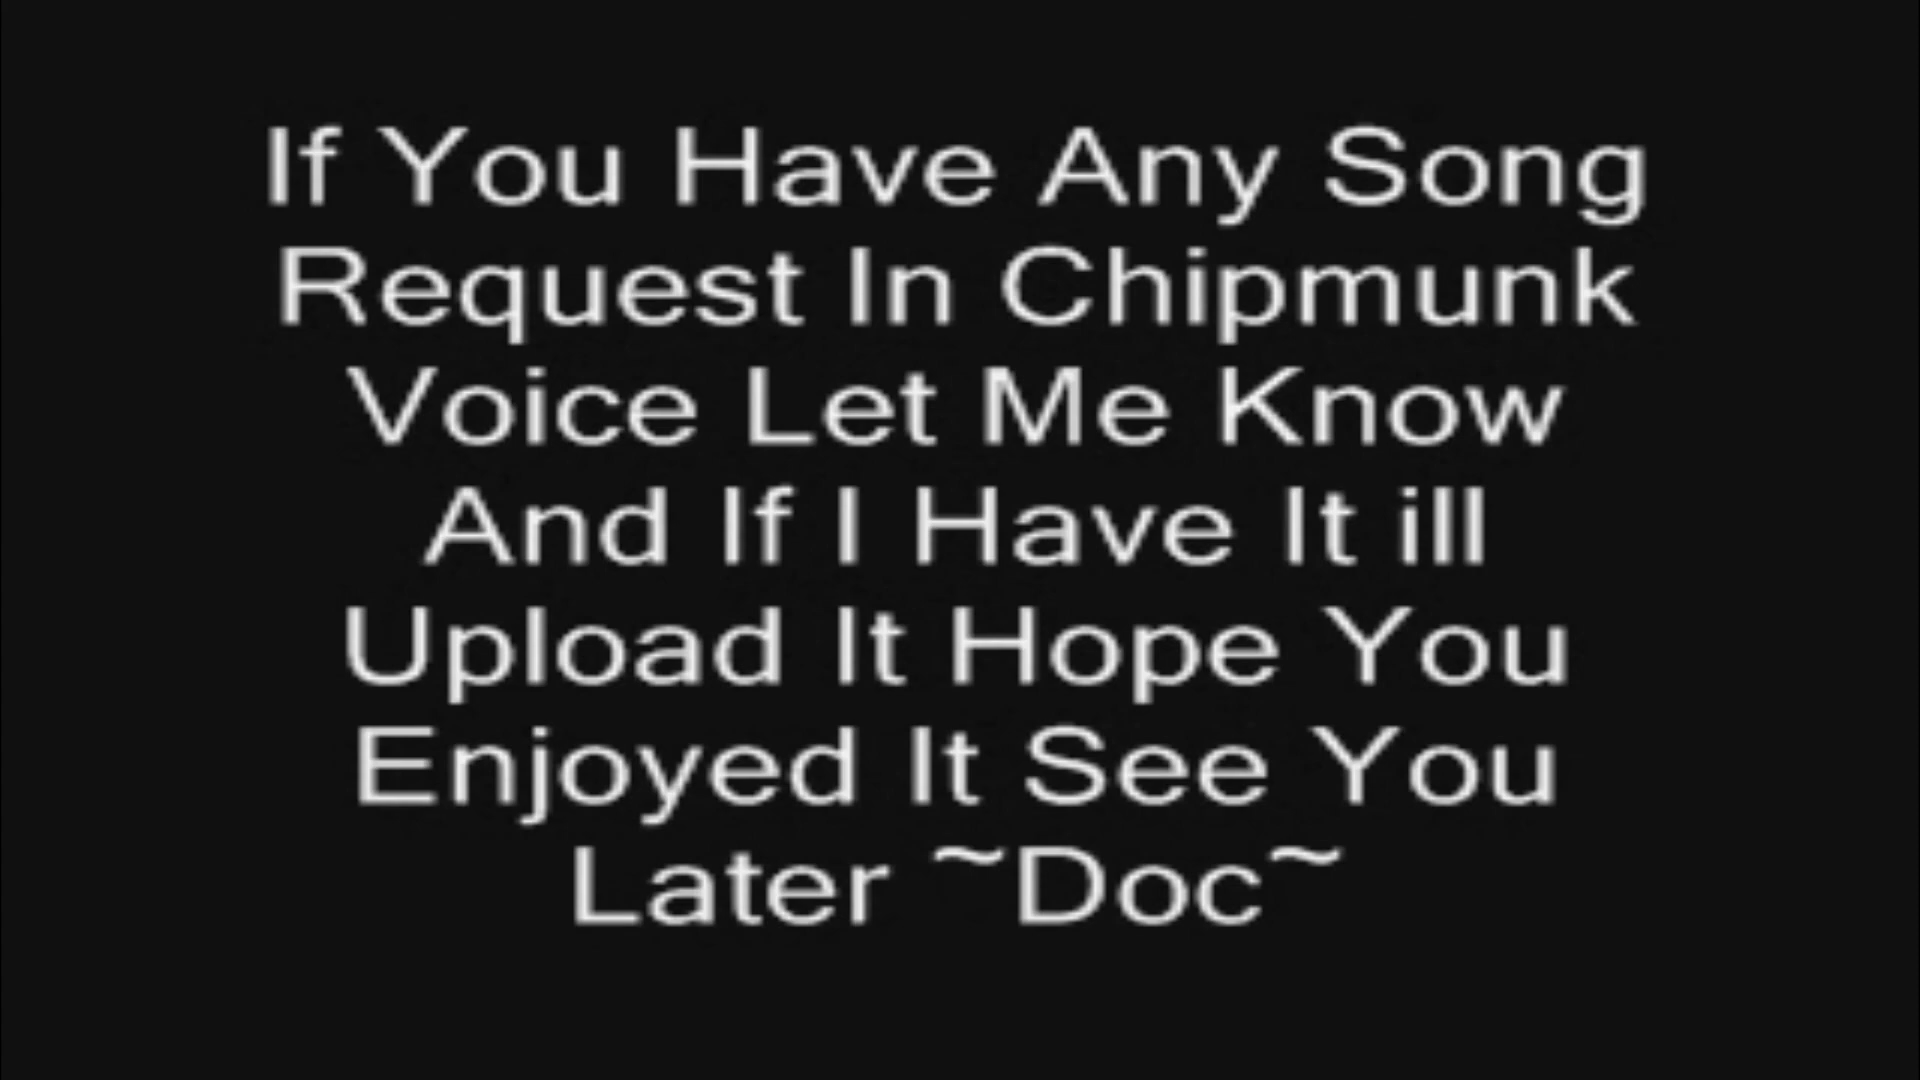 If You Have Any Song
Request In Chipmunk
Voice Let Me Know
And If I Have It ill
Upload It Hope You
Enjoyed It See You
Later ~Doc~